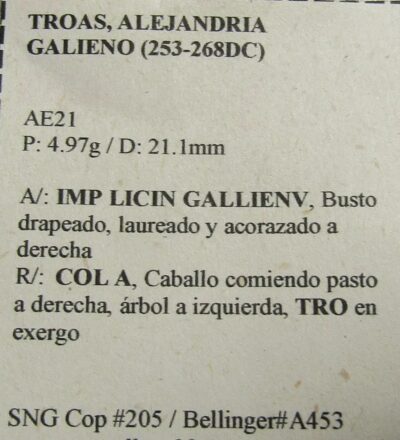 TROAS, ALEJANDRIA
GALIENO (253-268DC)
AE21
P: 4.97g / D: 21.1mm
A/: IMP LICIN GALLIENV, Busto
drapeado, laureado y acorazado a
derecha
R/: COL A, Caballo comiendo pasto
a derecha, árbol a izquierda, TRO en
exergo
SNG Cop #205 / Bellinger# A453